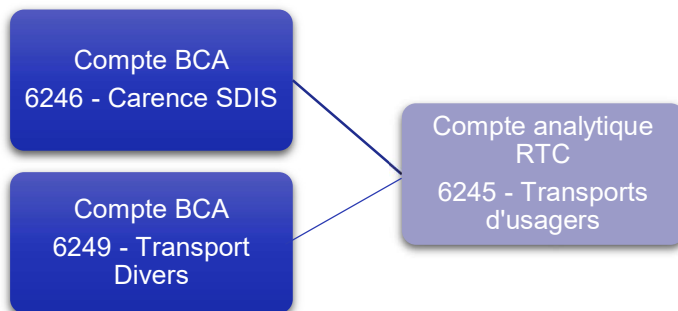 Compte BCA
6246 - Carence SDIS
Compte BCA
6249 - Transport
Divers
Compte analytique
RTC
6245 - Transports
d'usagers